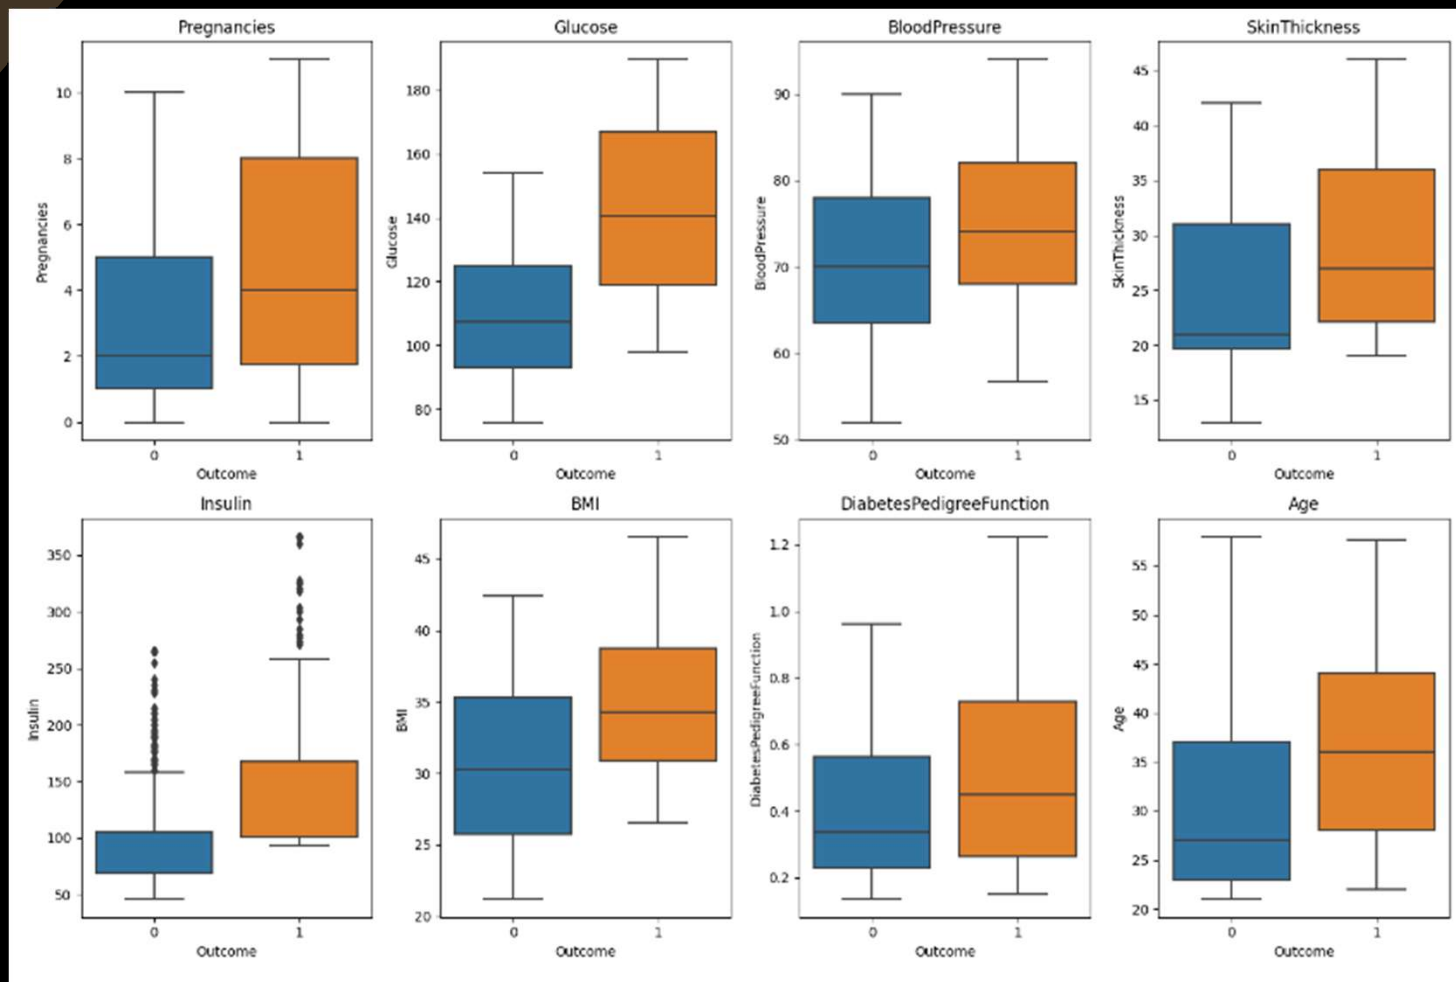 Pregnancies
Pregnancies
10
8
6
4
2
0
0 1
Outcome
Glucose
Glucose
180
160
140
120
100
80
0 1
Outcome
BloodPressure
BloodPressure
90
80
70
60
50
0 1
Outcome
SkinThickness
SkinThickness
45
40
35
30
25
20
15
0 1
Outcome
Insulin
Insulin
350
300
250
200
150
100
50
0 1
Outcome
BMI
BMI
45
40
35
30
25
20
0 1
Outcome
DiabetesPedigreeFunction
DiabetesPedigreeFunction
1.2
1.0
0.8
0.6
0.4
0.2
0 1
Outcome
Age
Age
55
50
45
40
35
30
25
20
0 1
Outcome